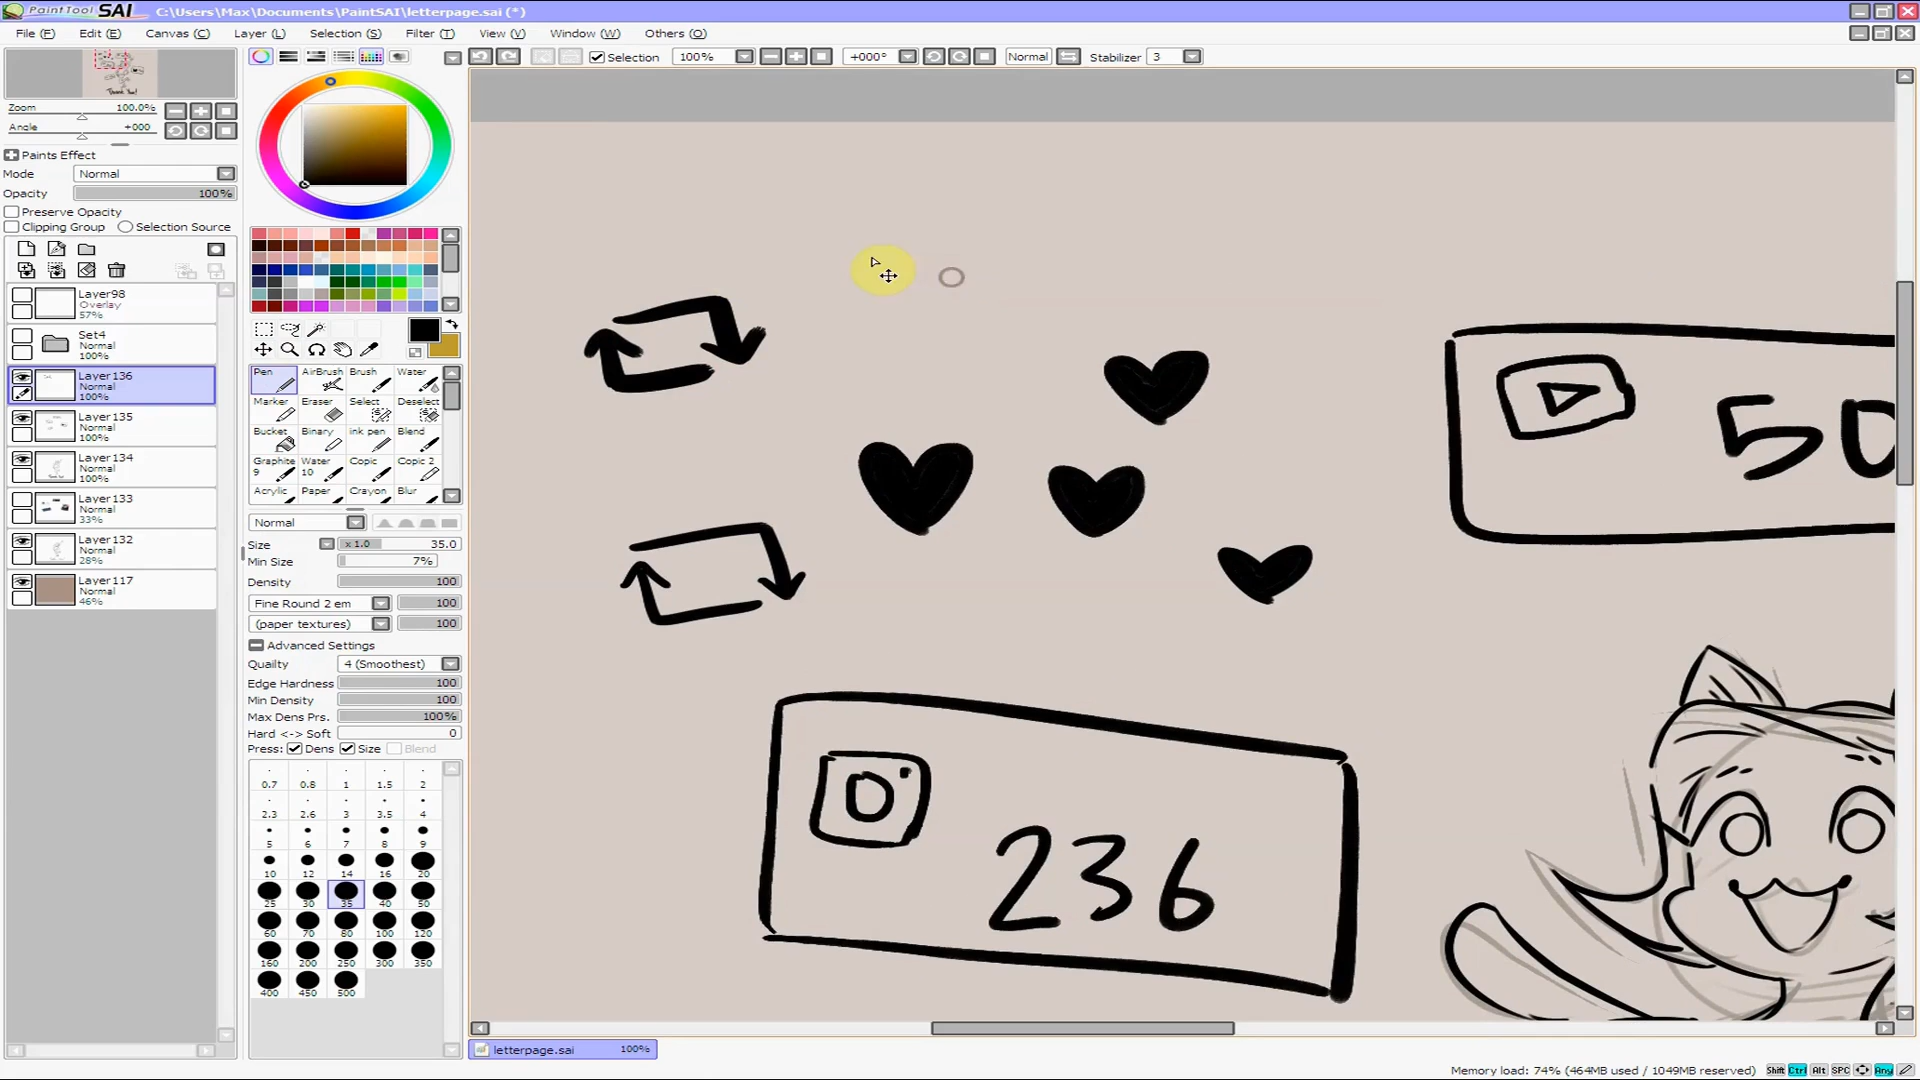 PaintTool SAI C:\Users\Max\Documents\PaintSAI\letterpage.sai (*)
File (F) Edit (E) Canvas (C) Layer (L) Selection (S) Filter (T) View (V) Window (W) Others (O)
Selection 100% +000° Normal Stabilizer 3
Thank You!
Zoom 100.0%
Angle +000
Paints Effect
Mode Normal
Opacity 100%
Preserve Opacity
Clipping Group Selection Source
Layer98
Overlay
57%
Set4
Normal
100%
Layer136
Normal
100%
Layer135
Normal
100%
Layer134
Normal
100%
Layer133
Normal
33%
Layer132
Normal
28%
Layer117
Normal
46%
Pen AirBrush Brush Water
Marker Eraser Select Deselect
Bucket Binary ink pen Blend
Graphite 9 Water 10 Copic Copic 2
Acrylic Paper Crayon Blur
Normal
Size x 1.0 35.0
Min Size 7%
Density 100
Fine Round 2 em 100
(paper textures) 100
Advanced Settings
Quailty 4 (Smoothest)
Edge Hardness 100
Min Density 100
Max Dens Prs. 100%
Hard <-> Soft 0
Press: Dens Size Blend
0.7 0.8 1 1.5 2
2.3 2.6 3 3.5 4
5 6 7 8 9
10 12 14 16 20
25 30 35 40 50
60 70 80 100 120
160 200 250 300 350
400 450 500
50
236
letterpage.sai 100%
Memory load: 74% (464MB used / 1049MB reserved) Shift Ctrl Alt SPC Any